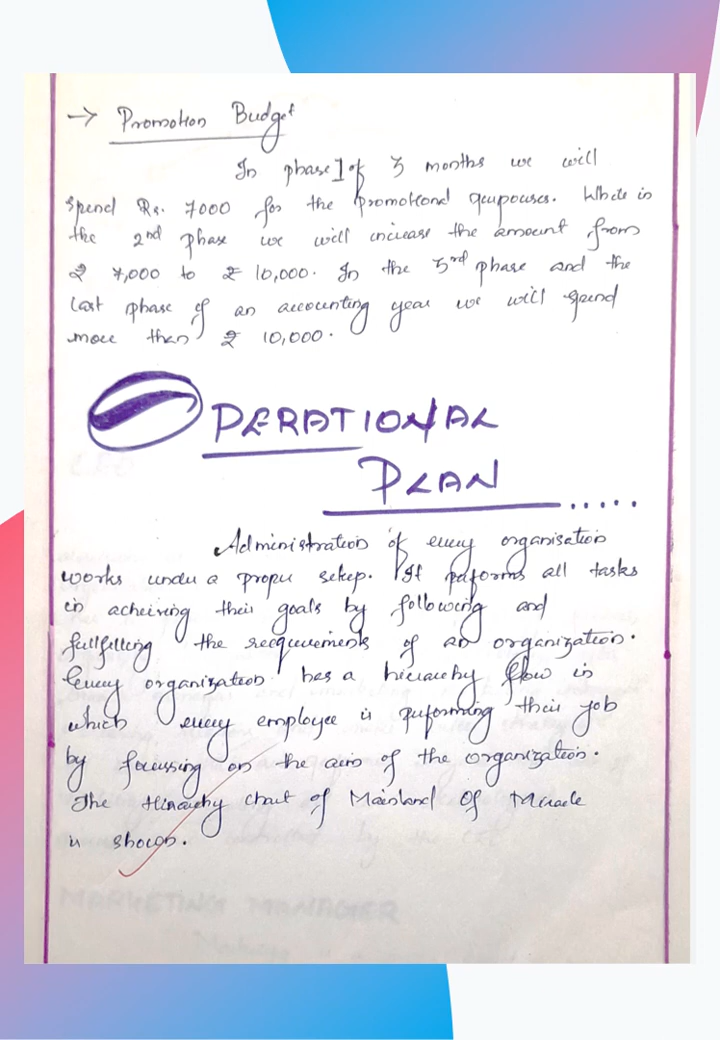 → Promotion Budget
In phase 1 of 3 months we will
spend Rs. 7000 for the promotional purpouses. While in
the 2nd phase we will increase the amount from
₹ 7,000 to ₹ 10,000. In the 3rd phase and the
last phase of an accounting year we will spend
more than ₹ 10,000.
OPERATIONAL
PLAN.....
Administration of every organisation
works under a proper setup. It performs all tasks
in acheiving their goals by following and
fullfilling the requirements of an organization.
Every organization has a hierarchy flow in
which every employee is performing their job
by focussing on the aim of the organization.
The Hirarchy chart of Mainland Of Miracle
is shown.
MARKETING MANAGER